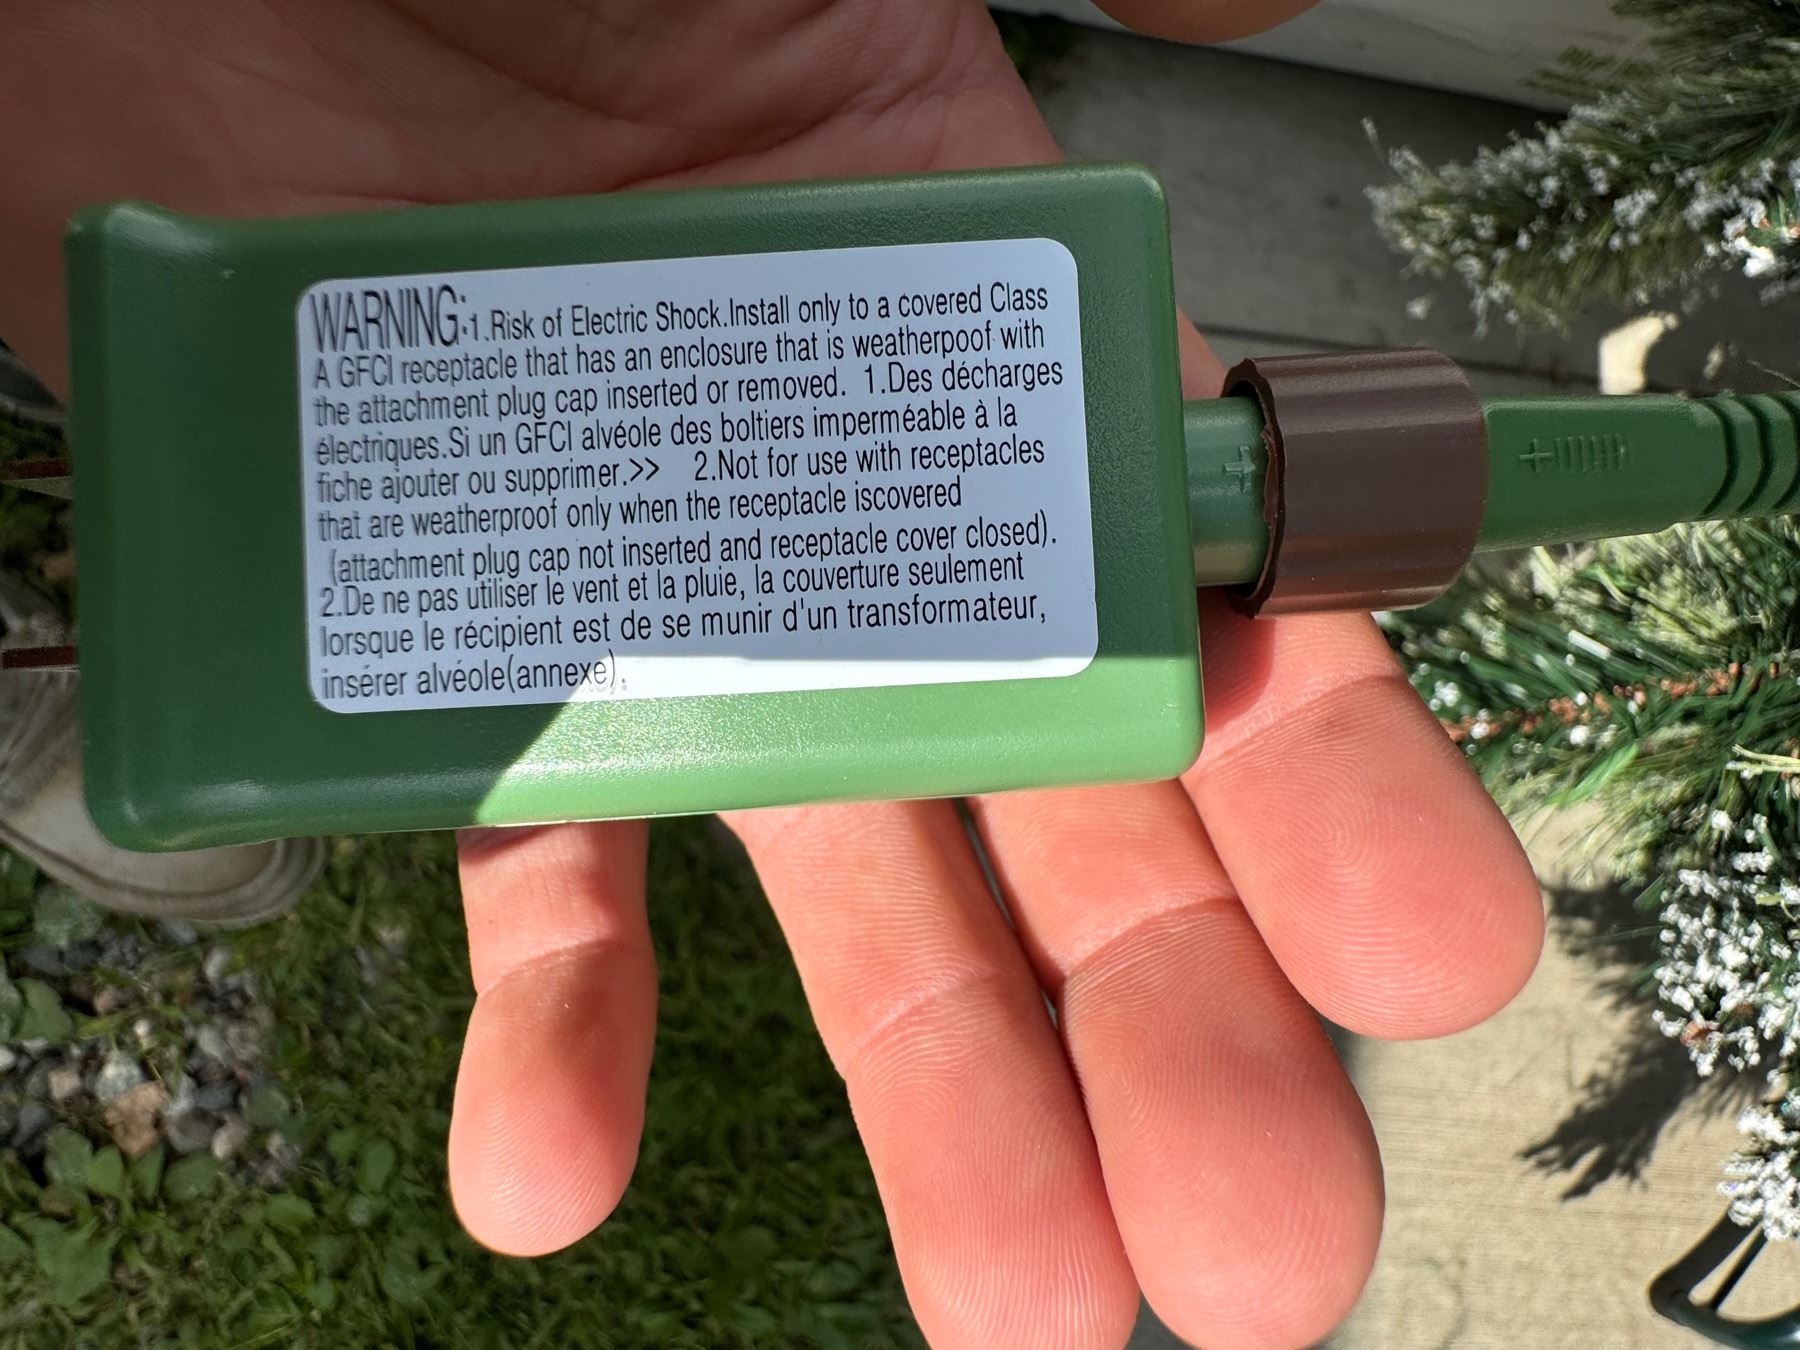 WARNING:1.Risk of Electric Shock.Install only to a covered Class
A GFCI receptacle that has an enclosure that is weatherpoof with
the attachment plug cap inserted or removed. 1.Des décharges
électriques.Si un GFCI alvéole des boltiers imperméable à la
fiche ajouter ou supprimer.>> 2.Not for use with receptacles
that are weatherproof only when the receptacle iscovered
(attachment plug cap not inserted and receptacle cover closed).
2.De ne pas utiliser le vent et la pluie, la couverture seulement
lorsque le récipient est de se munir d'un transformateur,
insérer alvéole(annexe).